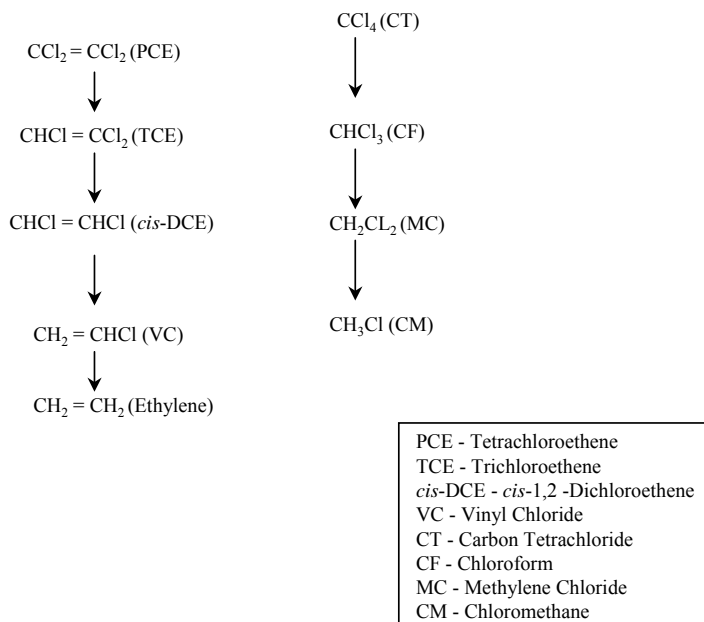 CCl₂ = CCl₂ (PCE)
CHCl = CCl₂ (TCE)
CHCl = CHCl (cis-DCE)
CH₂ = CHCl (VC)
CH₂ = CH₂ (Ethylene)
CCl₄ (CT)
CHCl₃ (CF)
CH₂CL₂ (MC)
CH₃Cl (CM)
PCE - Tetrachloroethene
TCE - Trichloroethene
cis-DCE - cis-1,2 -Dichloroethene
VC - Vinyl Chloride
CT - Carbon Tetrachloride
CF - Chloroform
MC - Methylene Chloride
CM - Chloromethane